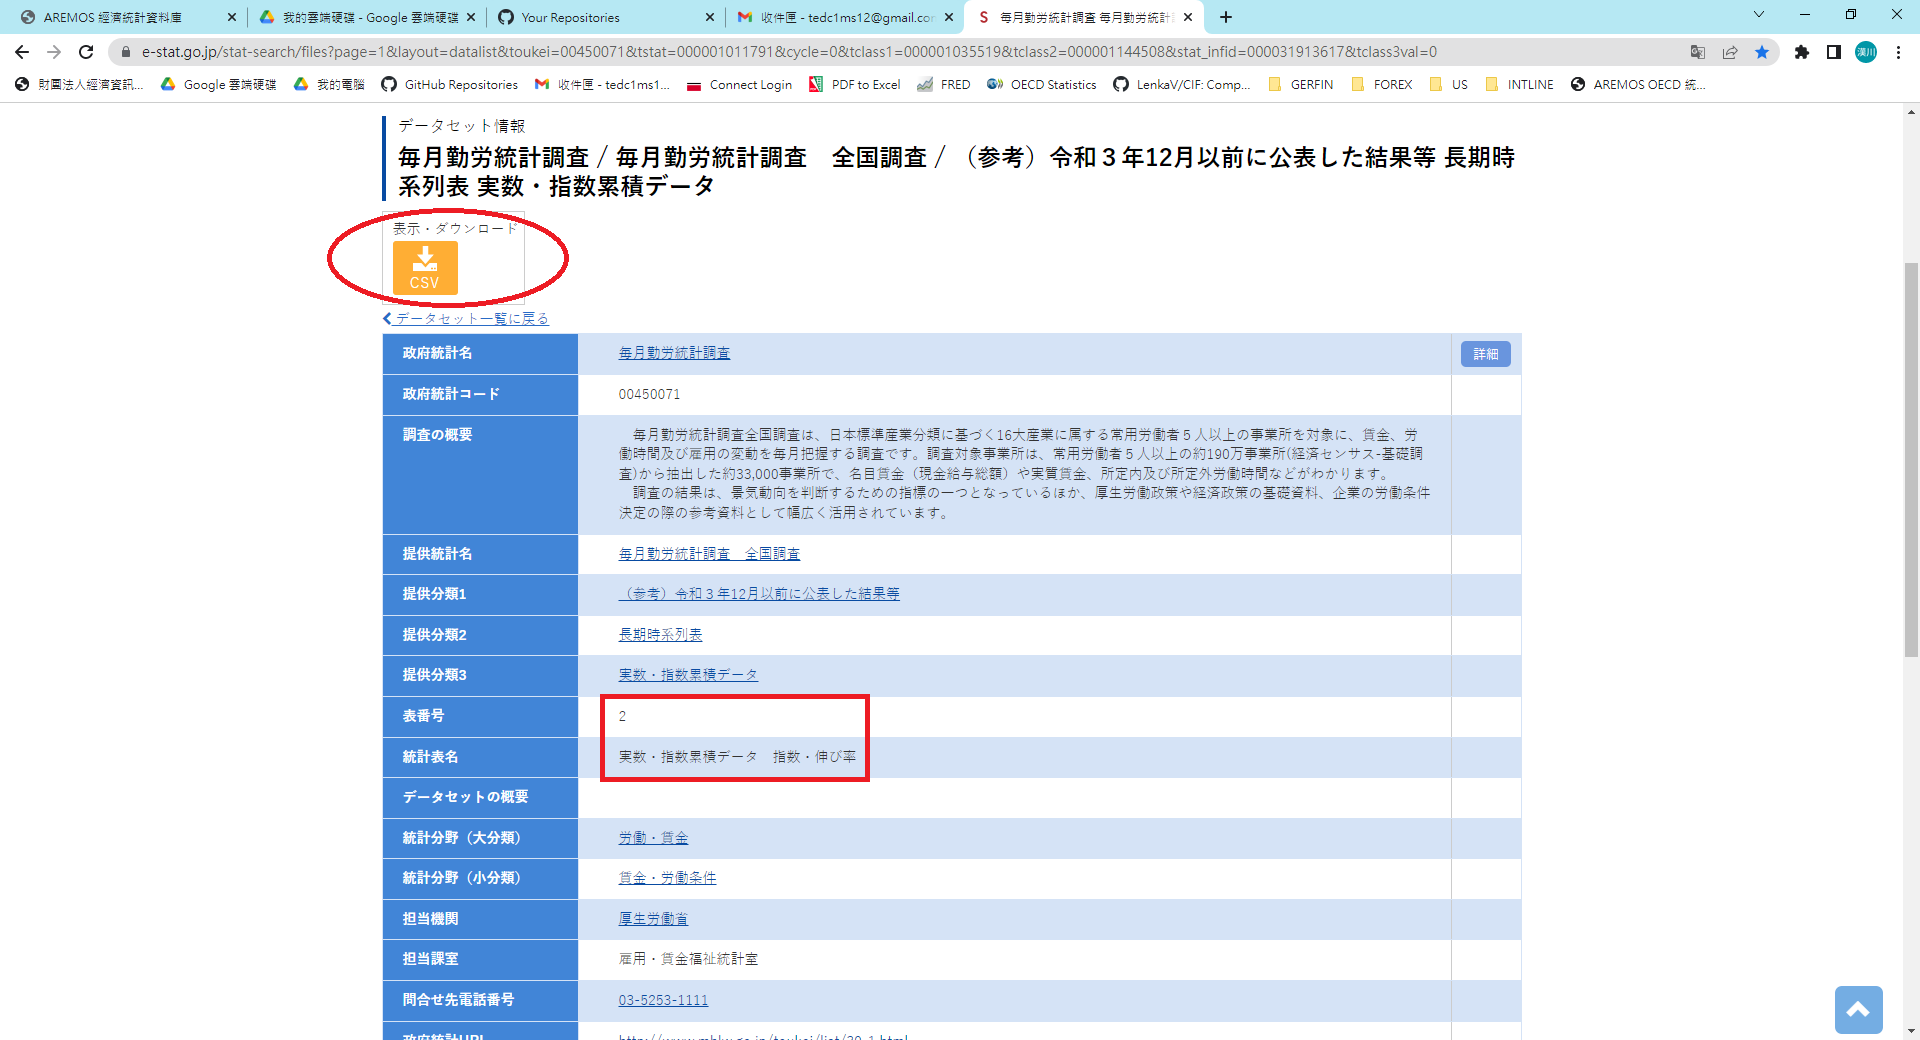 AREMOS 經濟統計資料庫
我的雲端硬碟 - Google 雲端硬碟
Your Repositories
收件匣 - tedc1ms12@gmail.co
毎月勤労統計調査 毎月勤労統計
e-stat.go.jp/stat-search/files?page=1&layout=datalist&toukei=00450071&tstat=000001011791&cycle=0&tclass1=000001035519&tclass2=000001144508&stat_infid=000031913617&tclass3val=0
漢川
財團法人經濟資訊...
Google 雲端硬碟
我的電腦
GitHub Repositories
收件匣 - tedc1ms1...
Connect Login
PDF to Excel
FRED
OECD Statistics
LenkaV/CIF: Comp...
GERFIN
FOREX
US
INTLINE
AREMOS OECD 統...
データセット情報
毎月勤労統計調査 / 毎月勤労統計調査　全国調査 / （参考）令和３年12月以前に公表した結果等 長期時
系列表 実数・指数累積データ
表示・ダウンロード
CSV
データセット一覧に戻る
政府統計名 毎月勤労統計調査 詳細
政府統計コード 00450071
調査の概要 毎月勤労統計調査全国調査は、日本標準産業分類に基づく16大産業に属する常用労働者５人以上の事業所を対象に、賃金、労
働時間及び雇用の変動を毎月把握する調査です。調査対象事業所は、常用労働者５人以上の約190万事業所(経済センサス-基礎調
査)から抽出した約33,000事業所で、名目賃金（現金給与総額）や実質賃金、所定内及び所定外労働時間などがわかります。
調査の結果は、景気動向を判断するための指標の一つとなっているほか、厚生労働政策や経済政策の基礎資料、企業の労働条件
決定の際の参考資料として幅広く活用されています。
提供統計名 毎月勤労統計調査　全国調査
提供分類1 （参考）令和３年12月以前に公表した結果等
提供分類2 長期時系列表
提供分類3 実数・指数累積データ
表番号 2
統計表名 実数・指数累積データ　指数・伸び率
データセットの概要
統計分野（大分類） 労働・賃金
統計分野（小分類） 賃金・労働条件
担当機関 厚生労働省
担当課室 雇用・賃金福祉統計室
問合せ先電話番号 03-5253-1111
政府統計URL http://www.mhlw.go.jp/toukei/list/30-1.html